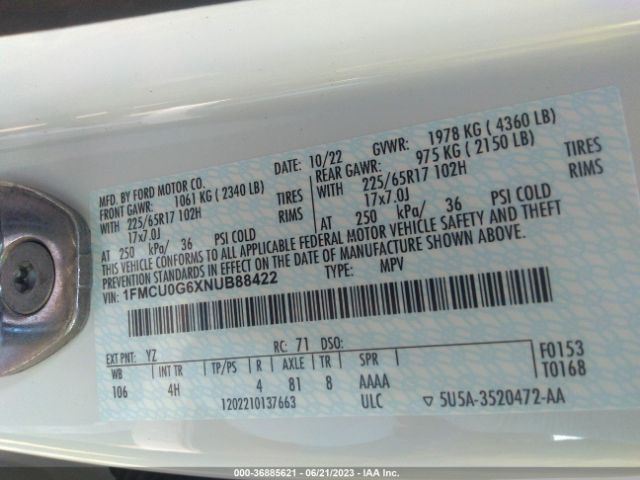 MFD. BY FORD MOTOR CO. DATE: 10/22 GVWR: 1978 KG ( 4360 LB)
FRONT GAWR: 1061 KG ( 2340 LB) REAR GAWR: 975 KG ( 2150 LB)
WITH 225/65R17 102H TIRES WITH 225/65R17 102H TIRES
17x7.0J RIMS 17x7.0J RIMS
AT 250 kPa/ 36 PSI COLD AT 250 kPa/ 36 PSI COLD
THIS VEHICLE CONFORMS TO ALL APPLICABLE FEDERAL MOTOR VEHICLE SAFETY AND THEFT
PREVENTION STANDARDS IN EFFECT ON THE DATE OF MANUFACTURE SHOWN ABOVE.
VIN: 1FMCU0G6XNUB88422 TYPE: MPV
EXT PNT: YZ RC: 71 DSO: F0153
WB INT TR TP/PS R AXLE TR SPR T0168
106 4H 4 81 8 AAAA
1202210137663 ULC ▽ 5U5A-3520472-AA
000-36885621 - 06/21/2023 - IAA Inc.